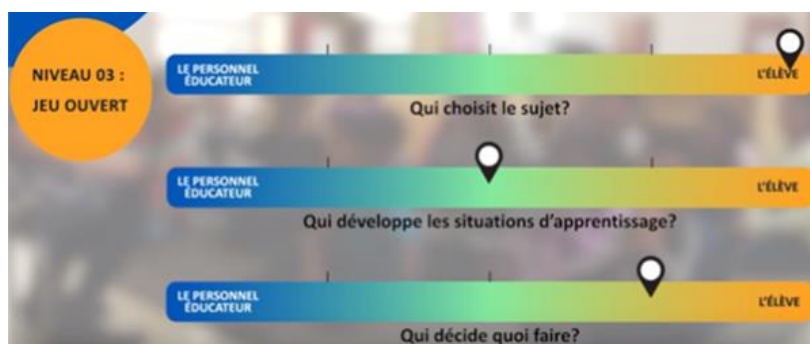 NIVEAU 03 :
JEU OUVERT
LE PERSONNEL
ÉDUCATEUR
L'ÉLÈVE
Qui choisit le sujet?
LE PERSONNEL
ÉDUCATEUR
L'ÉLÈVE
Qui développe les situations d'apprentissage?
LE PERSONNEL
ÉDUCATEUR
L'ÉLÈVE
Qui décide quoi faire?